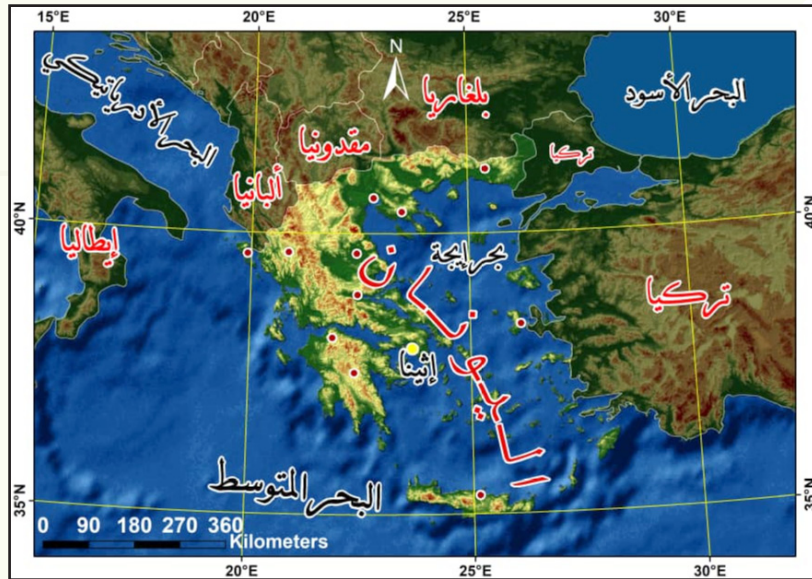 15°E 20°E 25°E 30°E
N
البحر الأدرياتيكي
بلغاريا
البحر الأسود
مقدونيا
تركيا
ألبانيا
40°N
40°N
إيطاليا
بحر ايجة
تركيا
اليونان
إثينا
البحر المتوسط
35°N
35°N
0 90 180 270 360
Kilometers
20°E 25°E 30°E